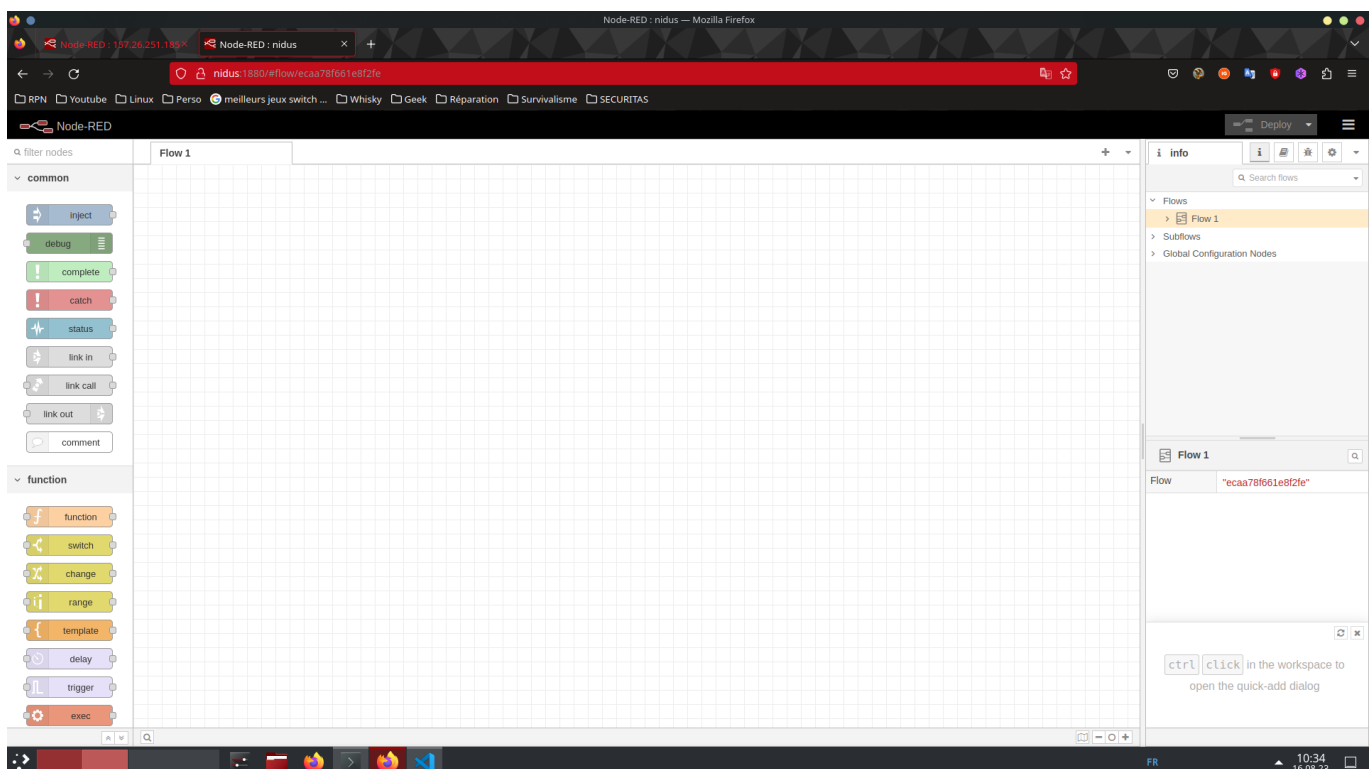 Node-RED : nidus — Mozilla Firefox
Node-RED : 157.26.251.185
Node-RED : nidus
nidus:1880/#flow/ecaa78f661e8f2fe
RPN Youtube Linux Perso meilleurs jeux switch ... Whisky Geek Réparation Survivalisme SECURITAS
Node-RED
Deploy
filter nodes
Flow 1
i info
Search flows
common
inject
debug
complete
catch
status
link in
link call
link out
comment
function
function
switch
change
range
template
delay
trigger
exec
Flows
Flow 1
Subflows
Global Configuration Nodes
Flow 1
Flow "ecaa78f661e8f2fe"
ctrl click in the workspace to
open the quick-add dialog
FR
10:34
16.08.23